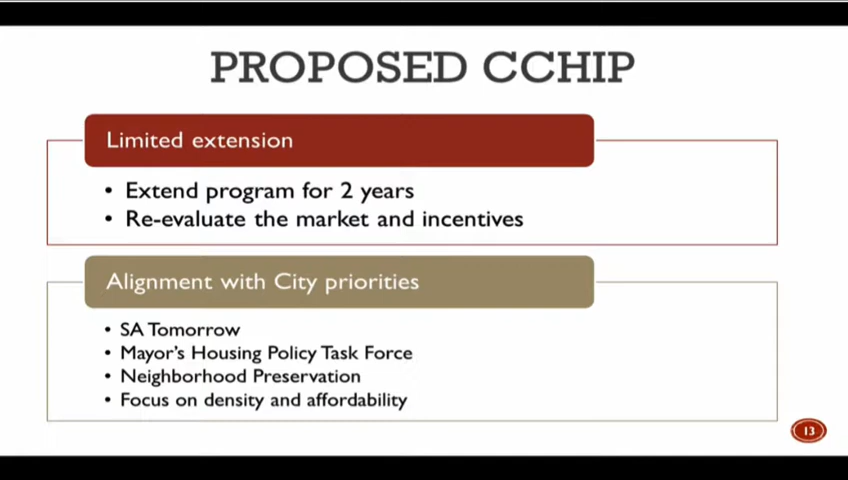 PROPOSED CCHIP
Limited extension
• Extend program for 2 years
• Re-evaluate the market and incentives
Alignment with City priorities
• SA Tomorrow
• Mayor's Housing Policy Task Force
• Neighborhood Preservation
• Focus on density and affordability
13